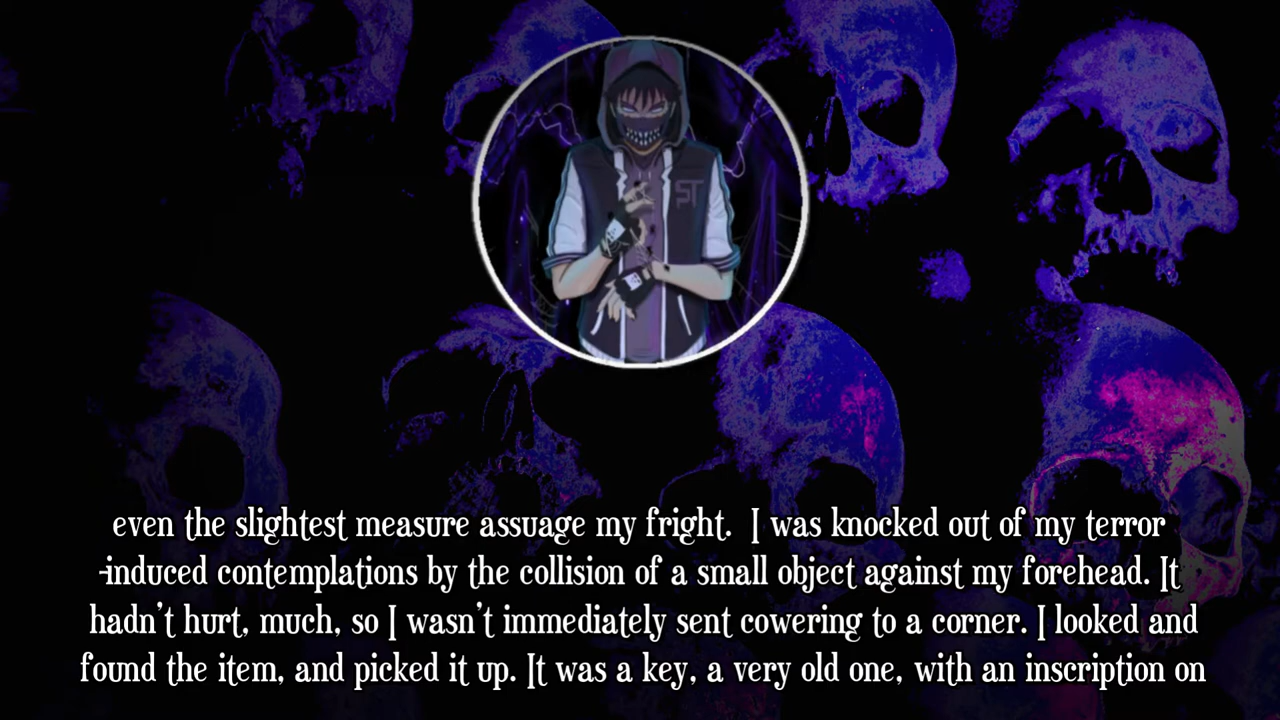 ST
even the slightest measure assuage my fright.  I was knocked out of my terror
-induced contemplations by the collision of a small object against my forehead. It
hadn't hurt, much, so I wasn't immediately sent cowering to a corner. I looked and
found the item, and picked it up. It was a key, a very old one, with an inscription on